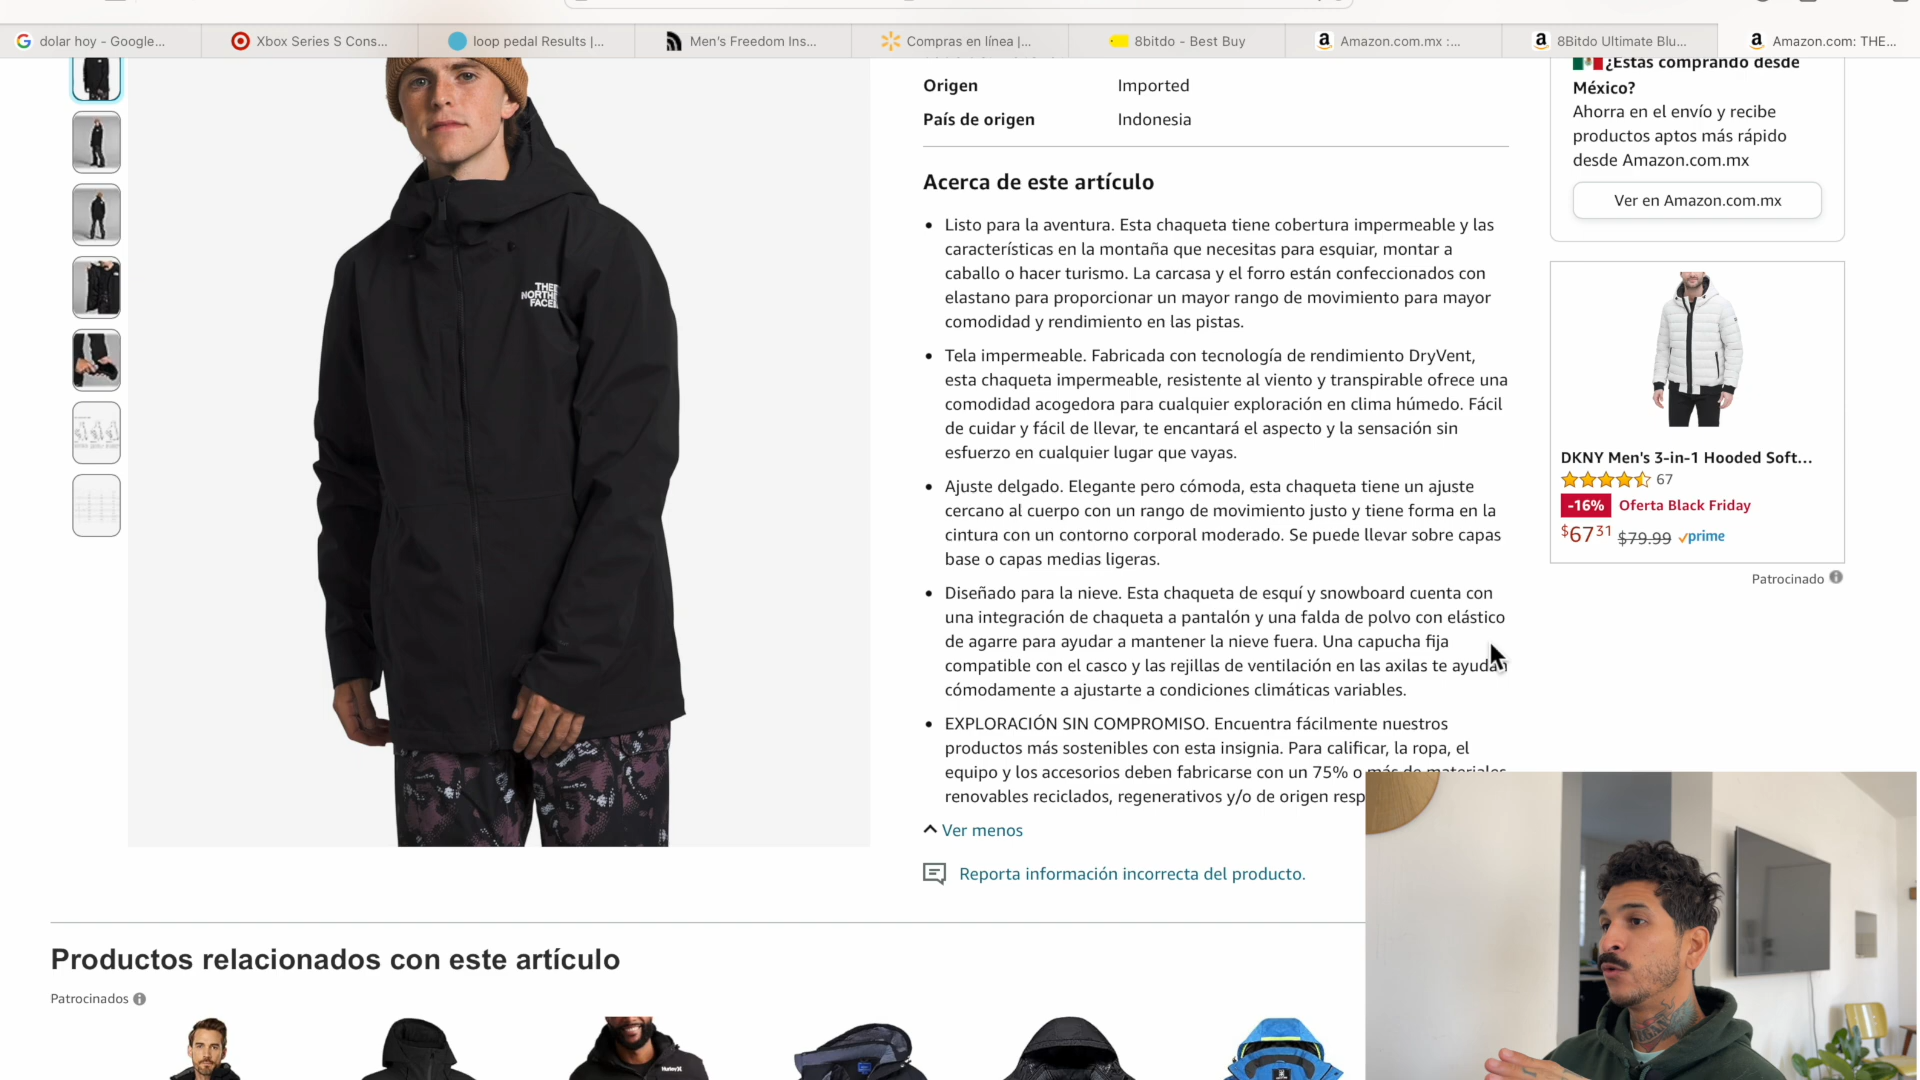 dolar hoy - Google...
Xbox Series S Cons...
loop pedal Results |...
Men's Freedom Ins...
Compras en línea |...
8bitdo - Best Buy
Amazon.com.mx :...
8Bitdo Ultimate Blu...
Amazon.com: THE...
Origen Imported
País de origen Indonesia
Acerca de este artículo
Listo para la aventura. Esta chaqueta tiene cobertura impermeable y las
características en la montaña que necesitas para esquiar, montar a
caballo o hacer turismo. La carcasa y el forro están confeccionados con
elastano para proporcionar un mayor rango de movimiento para mayor
comodidad y rendimiento en las pistas.
Tela impermeable. Fabricada con tecnología de rendimiento DryVent,
esta chaqueta impermeable, resistente al viento y transpirable ofrece una
comodidad acogedora para cualquier exploración en clima húmedo. Fácil
de cuidar y fácil de llevar, te encantará el aspecto y la sensación sin
esfuerzo en cualquier lugar que vayas.
Ajuste delgado. Elegante pero cómoda, esta chaqueta tiene un ajuste
cercano al cuerpo con un rango de movimiento justo y tiene forma en la
cintura con un contorno corporal moderado. Se puede llevar sobre capas
base o capas medias ligeras.
Diseñado para la nieve. Esta chaqueta de esquí y snowboard cuenta con
una integración de chaqueta a pantalón y una falda de polvo con elástico
de agarre para ayudar a mantener la nieve fuera. Una capucha fija
compatible con el casco y las rejillas de ventilación en las axilas te ayudan
cómodamente a ajustarte a condiciones climáticas variables.
EXPLORACIÓN SIN COMPROMISO. Encuentra fácilmente nuestros
productos más sostenibles con esta insignia. Para calificar, la ropa, el
equipo y los accesorios deben fabricarse con un 75% o más de materiales
renovables reciclados, regenerativos y/o de origen resp
Ver menos
Reporta información incorrecta del producto.
THE
NORTH
FACE
¿Estás comprando desde
México?
Ahorra en el envío y recibe
productos aptos más rápido
desde Amazon.com.mx
Ver en Amazon.com.mx
DKNY Men's 3-in-1 Hooded Soft...
67
-16% Oferta Black Friday
$67 31 $79.99 prime
Patrocinado
Productos relacionados con este artículo
Patrocinados
Hurley